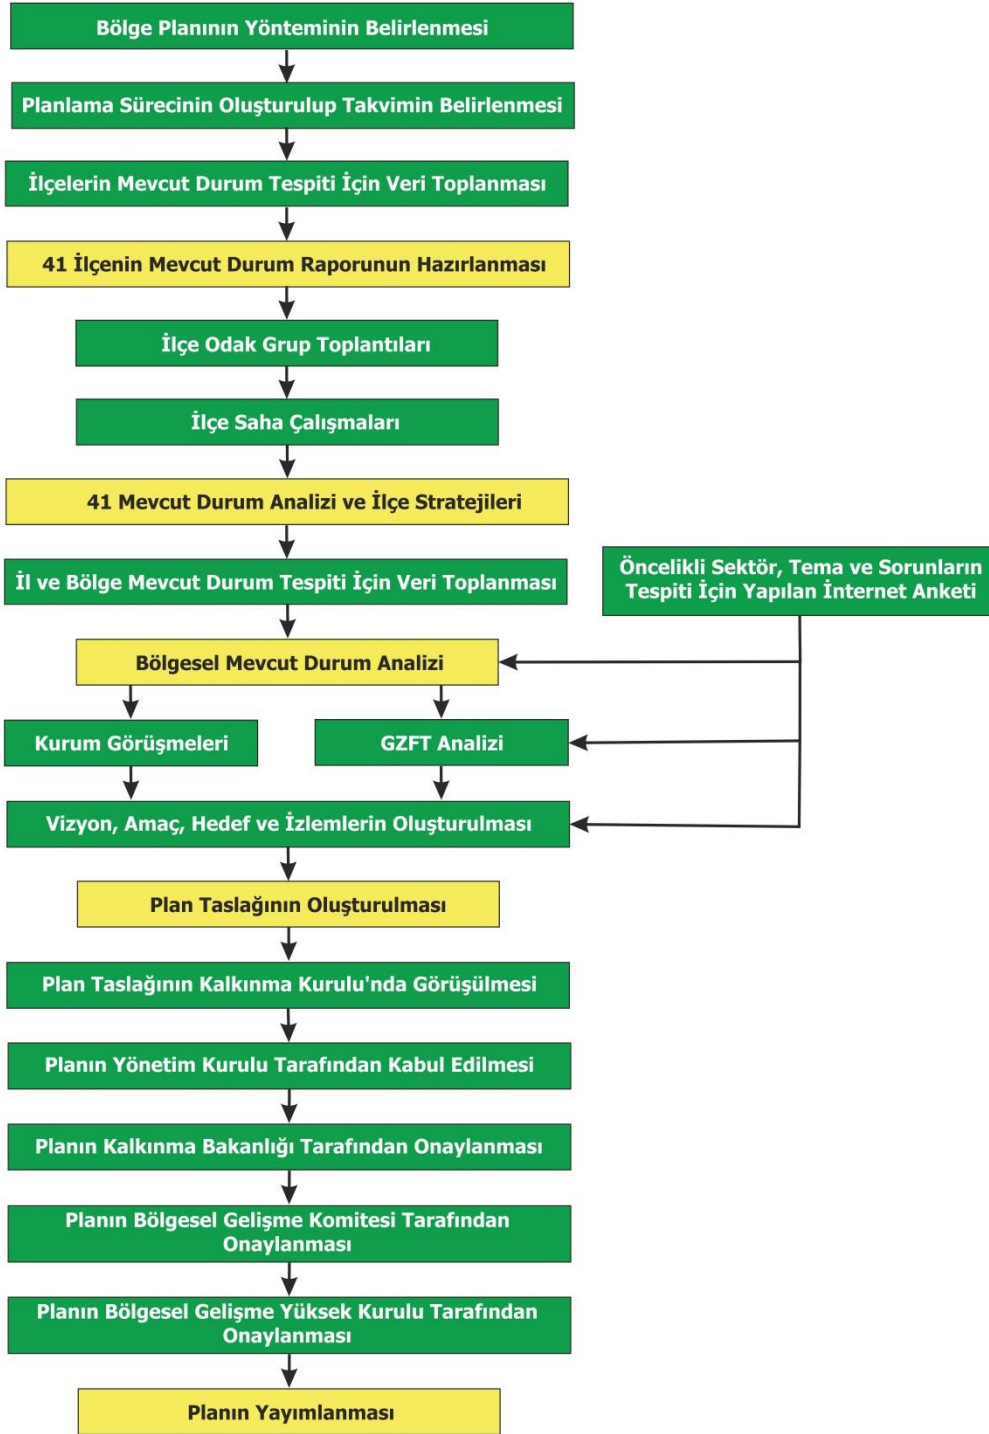 Bölge Planının Yönteminin Belirlenmesi
Planlama Sürecinin Oluşturulup Takvimin Belirlenmesi
İlçelerin Mevcut Durum Tespiti İçin Veri Toplanması
41 İlçenin Mevcut Durum Raporunun Hazırlanması
İlçe Odak Grup Toplantıları
İlçe Saha Çalışmaları
41 Mevcut Durum Analizi ve İlçe Stratejileri
İl ve Bölge Mevcut Durum Tespiti İçin Veri Toplanması
Öncelikli Sektör, Tema ve Sorunların
Tespiti İçin Yapılan İnternet Anketi
Bölgesel Mevcut Durum Analizi
Kurum Görüşmeleri
GZFT Analizi
Vizyon, Amaç, Hedef ve İzlemlerin Oluşturulması
Plan Taslağının Oluşturulması
Plan Taslağının Kalkınma Kurulu'nda Görüşülmesi
Planın Yönetim Kurulu Tarafından Kabul Edilmesi
Planın Kalkınma Bakanlığı Tarafından Onaylanması
Planın Bölgesel Gelişme Komitesi Tarafından
Onaylanması
Planın Bölgesel Gelişme Yüksek Kurulu Tarafından
Onaylanması
Planın Yayımlanması